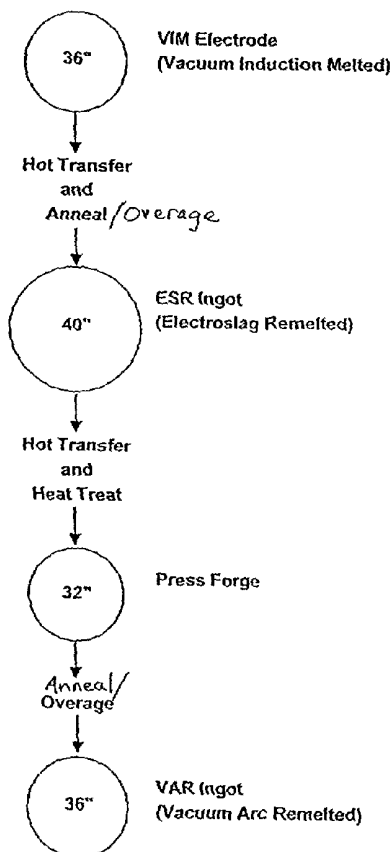 36"
VIM Electrode
(Vacuum Induction Melted)
Hot Transfer
and
Anneal/Overage
40"
ESR Ingot
(Electroslag Remelted)
Hot Transfer
and
Heat Treat
32"
Press Forge
Anneal/
Overage
36"
VAR Ingot
(Vacuum Arc Remelted)